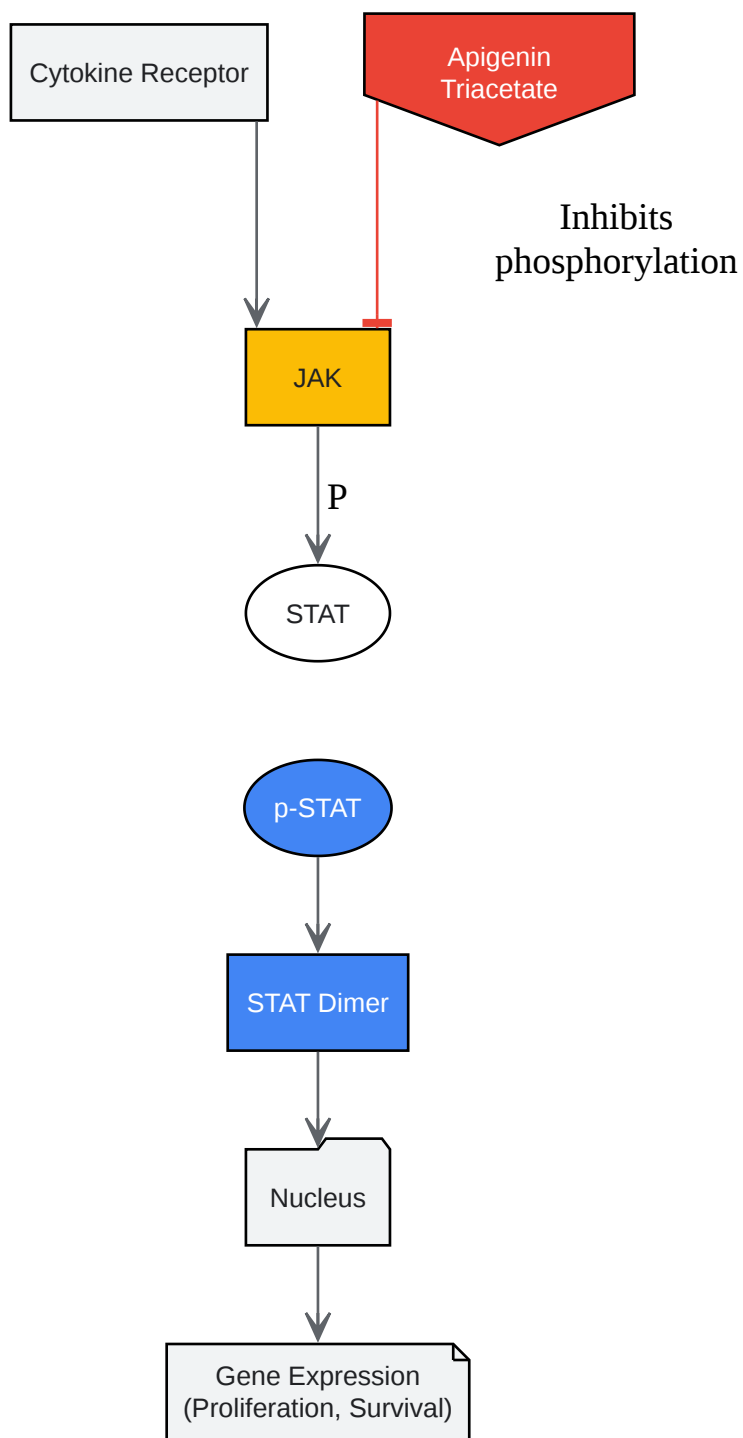 Cytokine Receptor
Apigenin
Triacetate
Inhibits
phosphorylation
JAK
P
STAT
p-STAT
STAT Dimer
Nucleus
Gene Expression
(Proliferation, Survival)